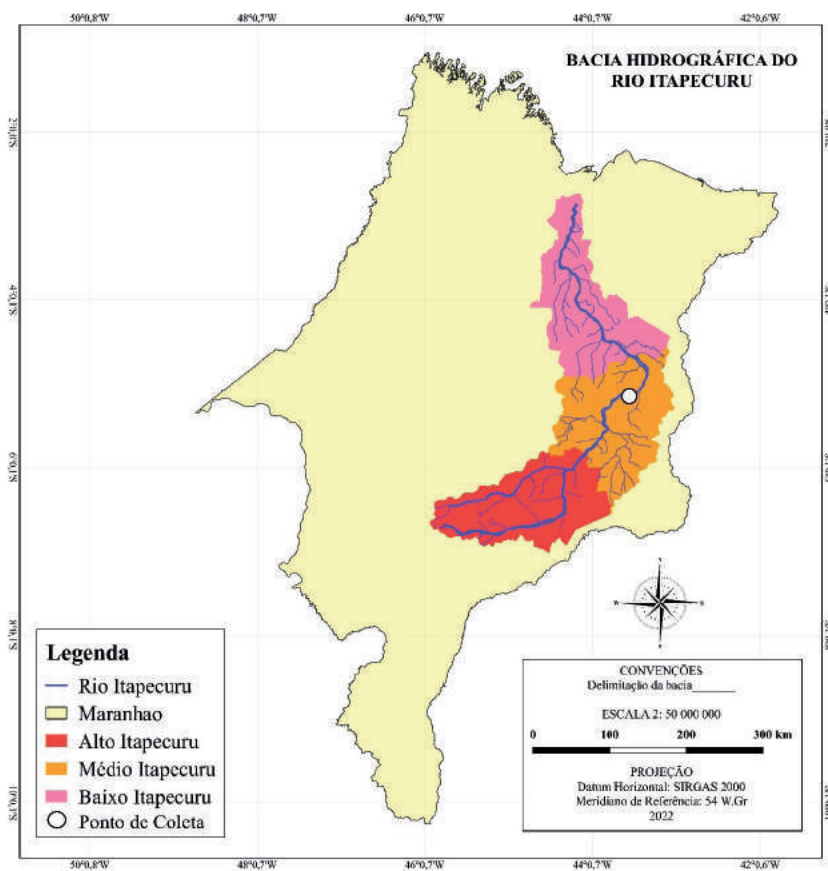 50°0,8'W 48°0,7'W 46°0,7'W 44°0,7'W 42°0,6'W
BACIA HIDROGRÁFICA DO
RIO ITAPECURU
Legenda
Rio Itapecuru
Maranhao
Alto Itapecuru
Médio Itapecuru
Baixo Itapecuru
Ponto de Coleta
CONVENÇÕES
Delimitação da bacia_______
ESCALA 2: 50 000 000
0 100 200 300 km
PROJEÇÃO
Datum Horizontal: SIRGAS 2000
Meridiano de Referência: 54 W.Gr
2022
N
W
S
50°0,8'W 48°0,7'W 46°0,7'W 44°0,7'W 42°0,6'W